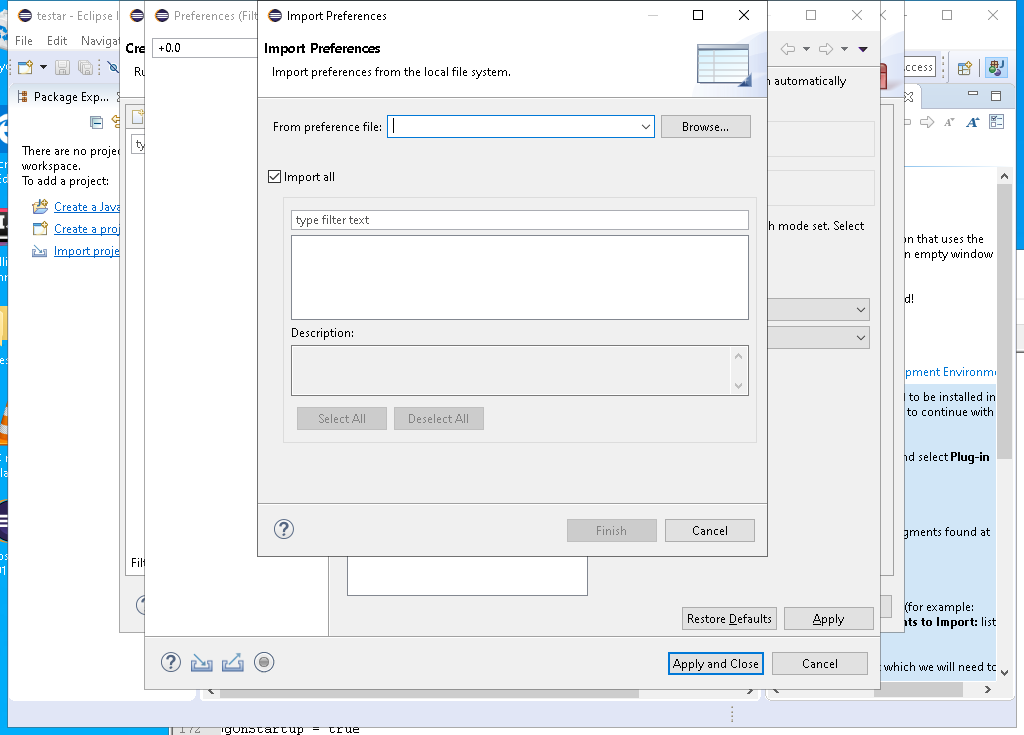 testar - Eclipse
Preferences (Filt
Import Preferences
File Edit Naviga
Cre
+0.0
Import Preferences
Ru
Import preferences from the local file system.
ccess
automatically
Package Exp...
From preference file:
Browse...
There are no projec
workspace.
To add a project:
ty
Import all
Create a Java
Create a proj
Import proje
type filter text
h mode set. Select
on that uses the
n empty window
d!
Description:
opment Environme
Select All Deselect All
l to be installed in
to continue with
nd select Plug-in
Finish Cancel
gments found at
Filt
(for example:
nts to Import: list
Restore Defaults Apply
Apply and Close Cancel
which we will need to
172 gOnStartup = true